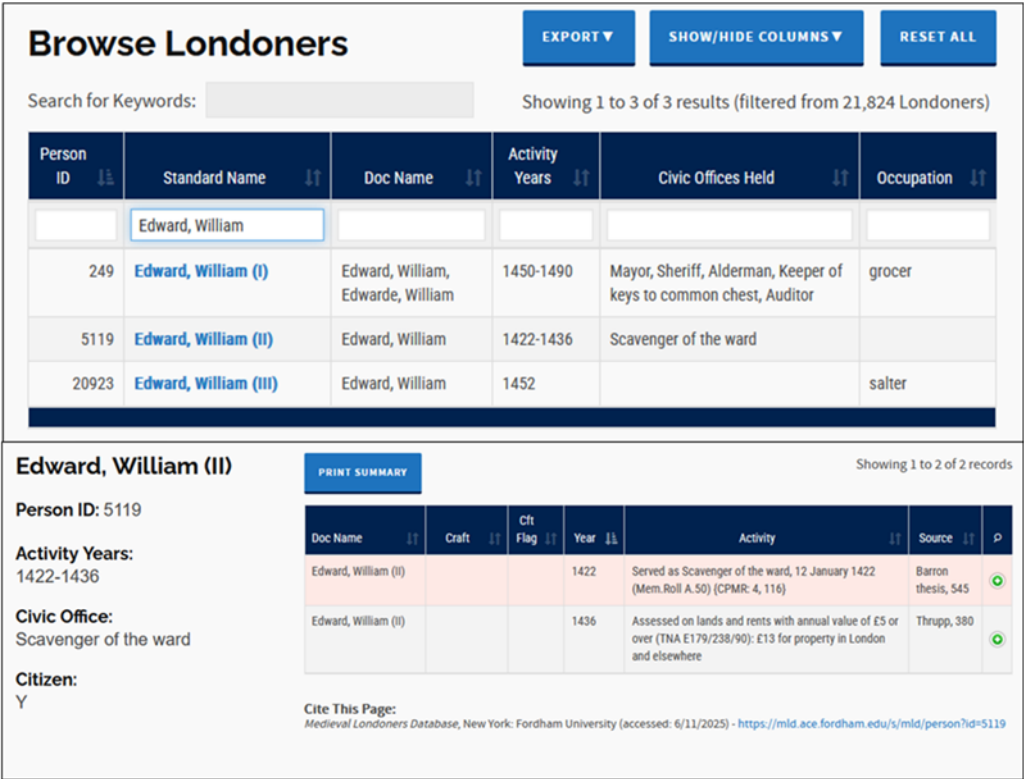 Browse Londoners
EXPORT▼
SHOW/HIDE COLUMNS▼
RESET ALL
Search for Keywords:
Showing 1 to 3 of 3 results (filtered from 21,824 Londoners)
Person
ID
Standard Name
Doc Name
Activity
Years
Civic Offices Held
Occupation
Edward, William
249
Edward, William (I)
Edward, William,
Edwarde, William
1450-1490
Mayor, Sheriff, Alderman, Keeper of
keys to common chest, Auditor
grocer
5119
Edward, William (II)
Edward, William
1422-1436
Scavenger of the ward
20923
Edward, William (III)
Edward, William
1452
salter
Edward, William (II)
Person ID: 5119
Activity Years:
1422-1436
Civic Office:
Scavenger of the ward
Citizen:
Y
PRINT SUMMARY
Showing 1 to 2 of 2 records
Doc Name
Craft
Cft
Flag
Year
Activity
Source
Edward, William (II)
1422
Served as Scavenger of the ward, 12 January 1422
(Mem.Roll A.50) (CPMR: 4, 116)
Barron
thesis, 545
Edward, William (II)
1436
Assessed on lands and rents with annual value of £5 or
over (TNA E179/238/90): £13 for property in London
and elsewhere
Thrupp, 380
Cite This Page:
Medieval Londoners Database, New York: Fordham University (accessed: 6/11/2025) - https://mld.ace.fordham.edu/s/mld/person?id=5119